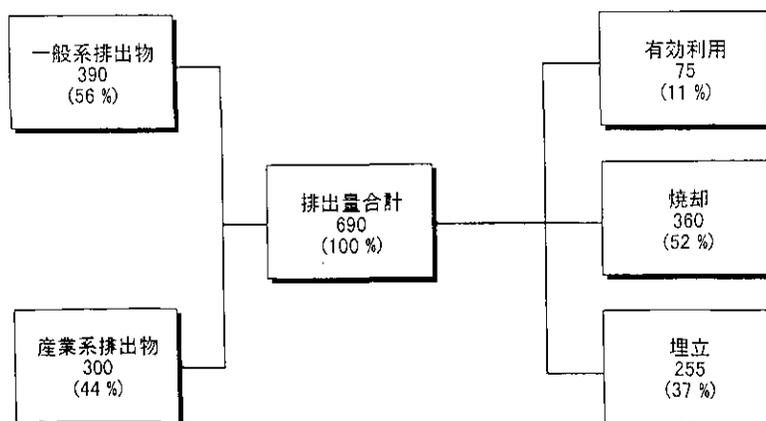 一般系排出物
390
(56 %)
産業系排出物
300
(44 %)
排出量合計
690
(100 %)
有効利用
75
(11 %)
焼却
360
(52 %)
埋立
255
(37 %)